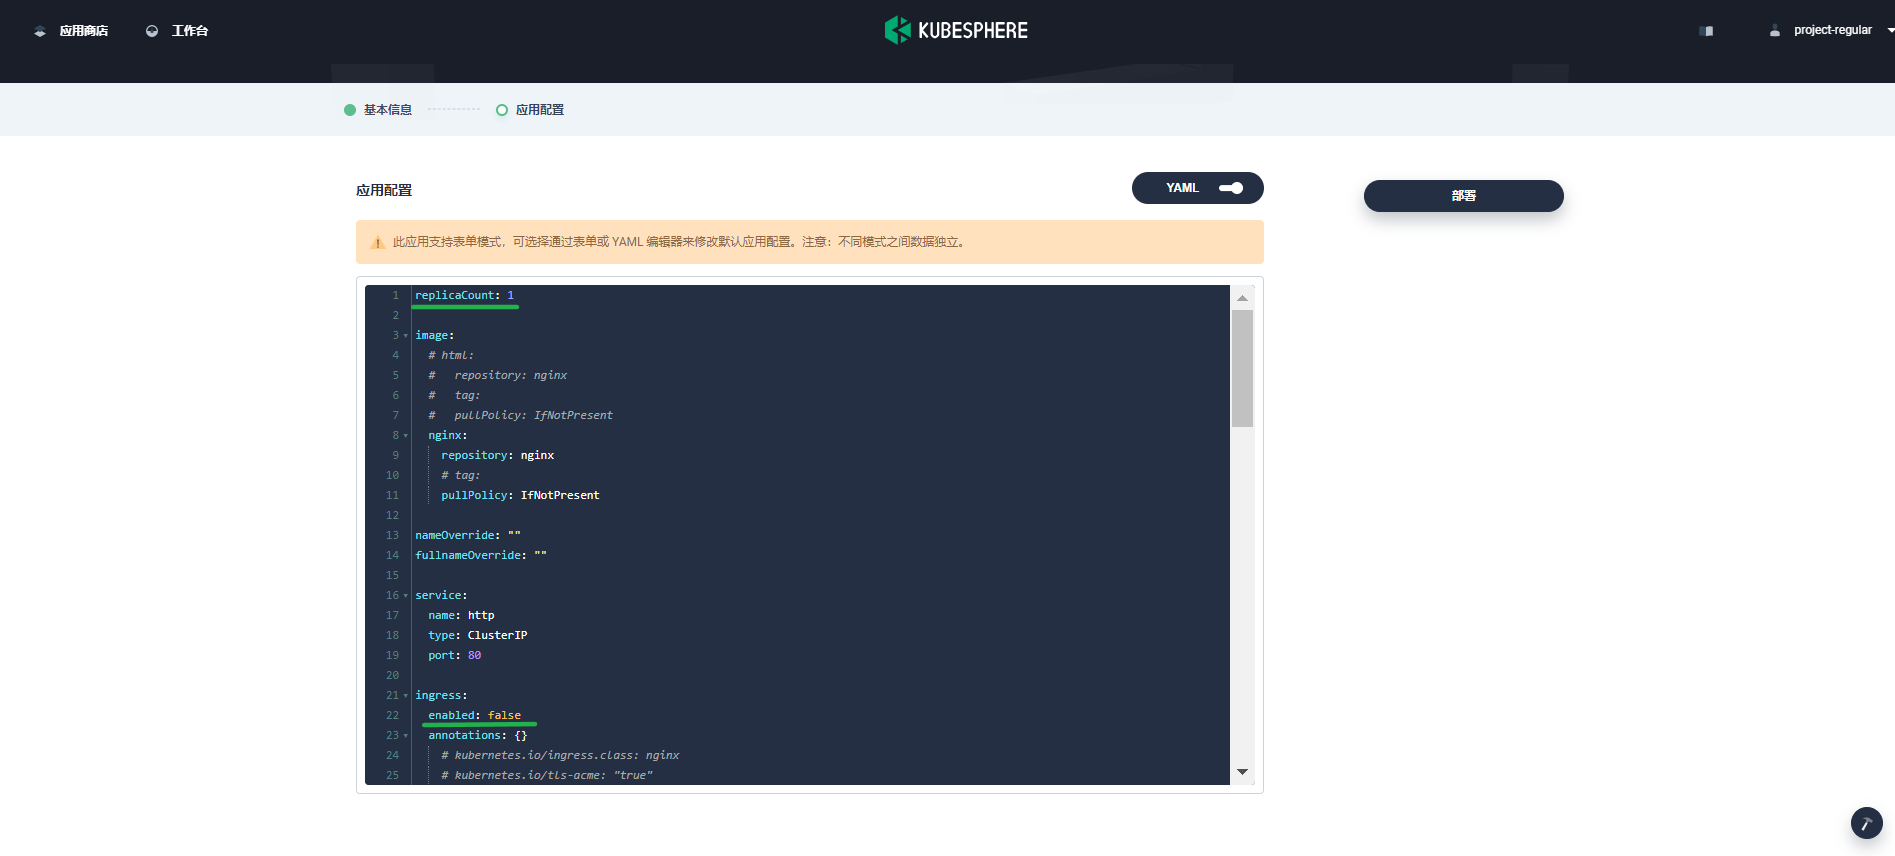 应用商店 工作台 KUBESPHERE project-regular
基本信息 应用配置
应用配置 YAML 部署
此应用支持表单模式，可选择通过表单或 YAML 编辑器来修改默认应用配置。注意：不同模式之间数据独立。
1 replicaCount: 1
2
3 image:
4   # html:
5   #   repository: nginx
6   #   tag:
7   #   pullPolicy: IfNotPresent
8   nginx:
9     repository: nginx
10     # tag:
11     pullPolicy: IfNotPresent
12
13 nameOverride: ""
14 fullnameOverride: ""
15
16 service:
17   name: http
18   type: ClusterIP
19   port: 80
20
21 ingress:
22   enabled: false
23   annotations: {}
24     # kubernetes.io/ingress.class: nginx
25     # kubernetes.io/tls-acme: "true"